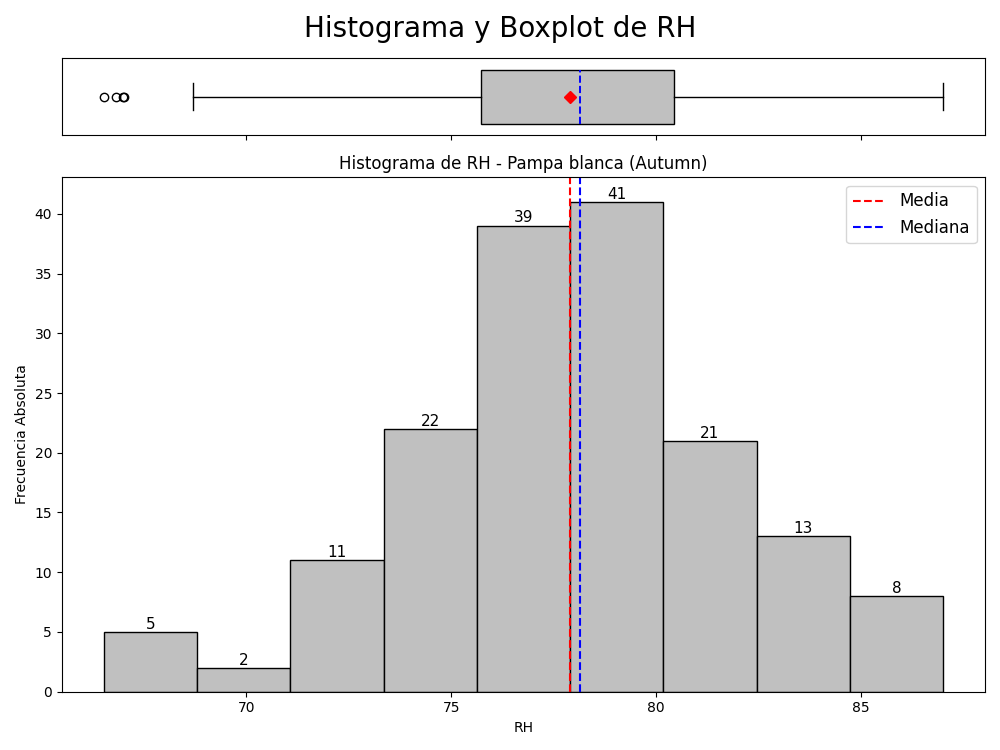 Histograma y Boxplot de RH
Histograma de RH - Pampa blanca (Autumn)
Media
Mediana
41
39
22
21
13
11
8
5
2
40
35
30
25
20
15
10
5
0
Frecuencia Absoluta
70 75 80 85
RH